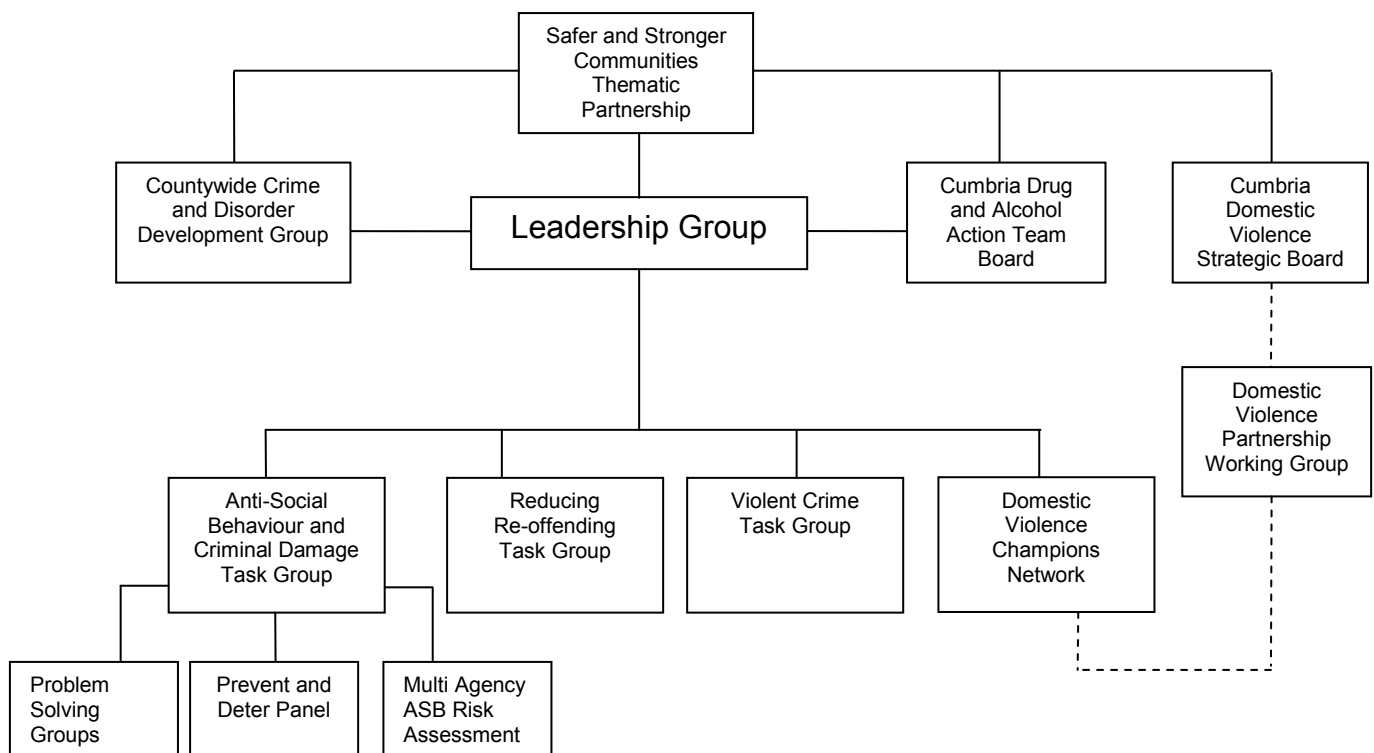 Safer and Stronger
Communities
Thematic
Partnership
Countywide Crime
and Disorder
Development Group
Leadership Group
Cumbria Drug
and Alcohol
Action Team
Board
Cumbria
Domestic
Violence
Strategic Board
Domestic
Violence
Partnership
Working Group
Anti-Social
Behaviour and
Criminal Damage
Task Group
Reducing
Re-offending
Task Group
Violent Crime
Task Group
Domestic
Violence
Champions
Network
Problem
Solving
Groups
Prevent and
Deter Panel
Multi Agency
ASB Risk
Assessment